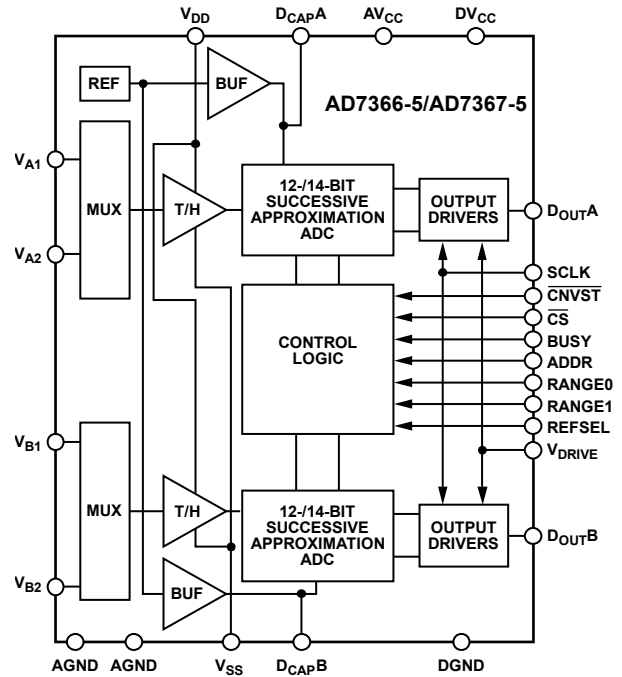 VDD DCAPA AVCC DVCC
REF
BUF
AD7366-5/AD7367-5
VA1
MUX
T/H
12-/14-BIT
SUCCESSIVE
APPROXIMATION
ADC
OUTPUT
DRIVERS
DOUTA
VA2
SCLK
CNVST
CS
BUSY
ADDR
RANGE0
RANGE1
REFSEL
VDRIVE
CONTROL
LOGIC
VB1
MUX
T/H
12-/14-BIT
SUCCESSIVE
APPROXIMATION
ADC
OUTPUT
DRIVERS
DOUTB
VB2
BUF
AGND AGND VSS DCAPB DGND